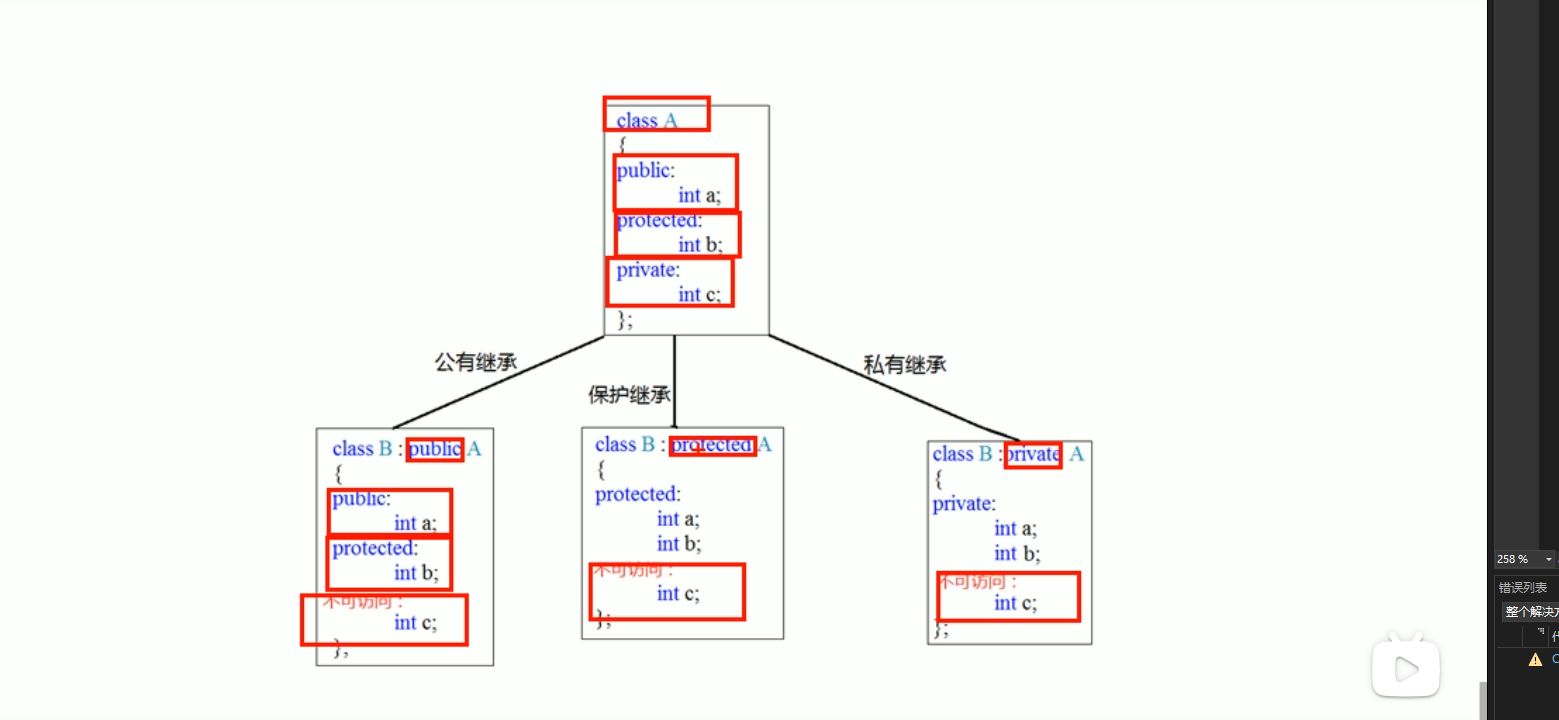 class A
{
public:
int a;
protected:
int b;
private:
int c;
};
公有继承
保护继承
私有继承
class B : public A
{
public:
int a;
protected:
int b;
不可访问:
int c;
};
class B : protected A
{
protected:
int a;
int b;
不可访问:
int c;
};
class B : private A
{
private:
int a;
int b;
不可访问:
int c;
};
258 %
错误列表
整个解决方